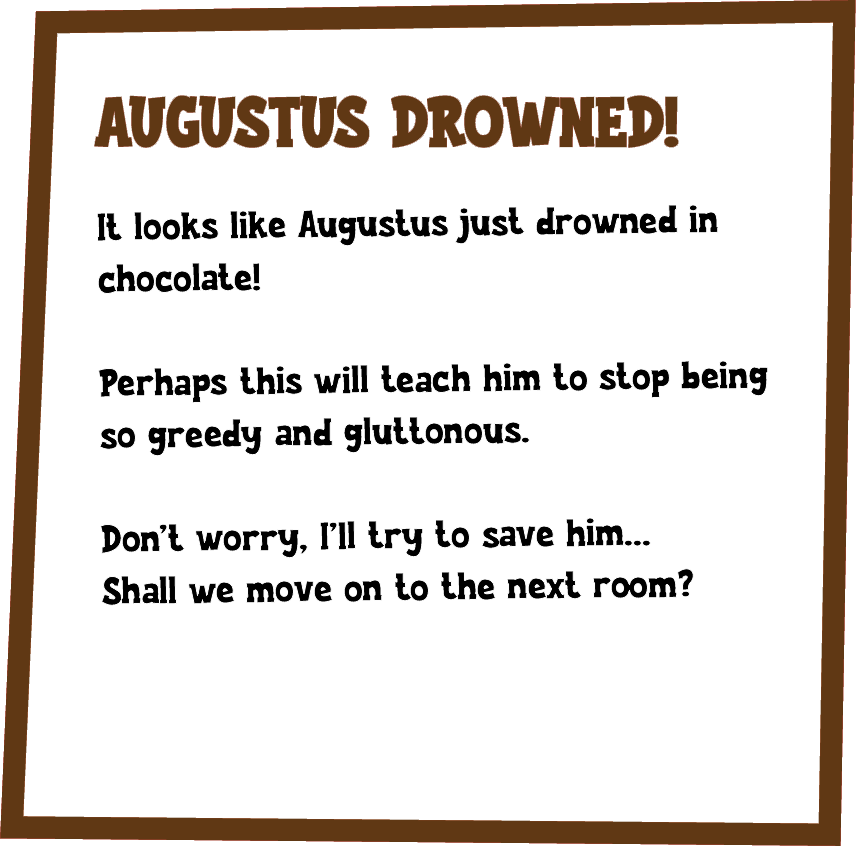 AUGUSTUS DROWNED!
It looks like Augustus just drowned in
chocolate!
Perhaps this will teach him to stop being
so greedy and gluttonous.
Don't worry, I'll try to save him...
Shall we move on to the next room?